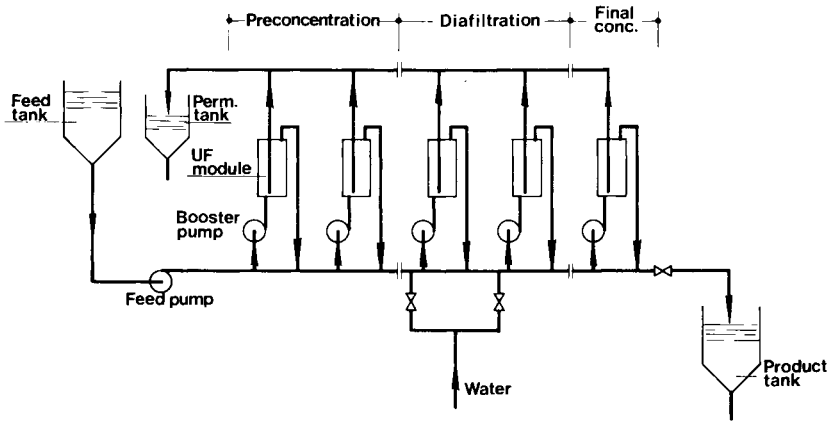 Preconcentration
Diafiltration
Final
conc.
Feed
tank
Perm.
tank
UF
module
Booster
pump
Feed pump
Water
Product
tank